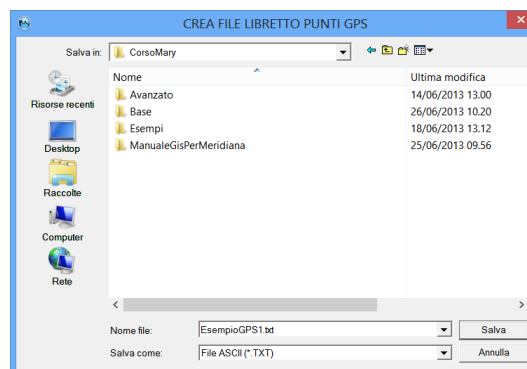 CREA FILE LIBRETTO PUNTI GPS
Salva in: CorsoMary
Nome Ultima modifica
Avanzato 14/06/2013 13.00
Base 26/06/2013 10.20
Esempi 18/06/2013 13.12
ManualeGisPerMeridiana 25/06/2013 09.56
Risorse recenti
Desktop
Raccolte
Computer
Rete
Nome file: EsempioGPS1.txt Salva
Salva come: File ASCII (*.TXT) Annulla